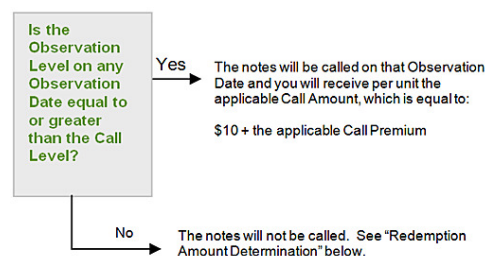 Is the
Observation
Level on any
Observation
Date equal to
or greater
than the Call
Level?
Yes
The notes will be called on that Observation
Date and you will receive per unit the
applicable Call Amount, which is equal to:
$10 + the applicable Call Premium
No
The notes will not be called. See “Redemption
Amount Determination” below.